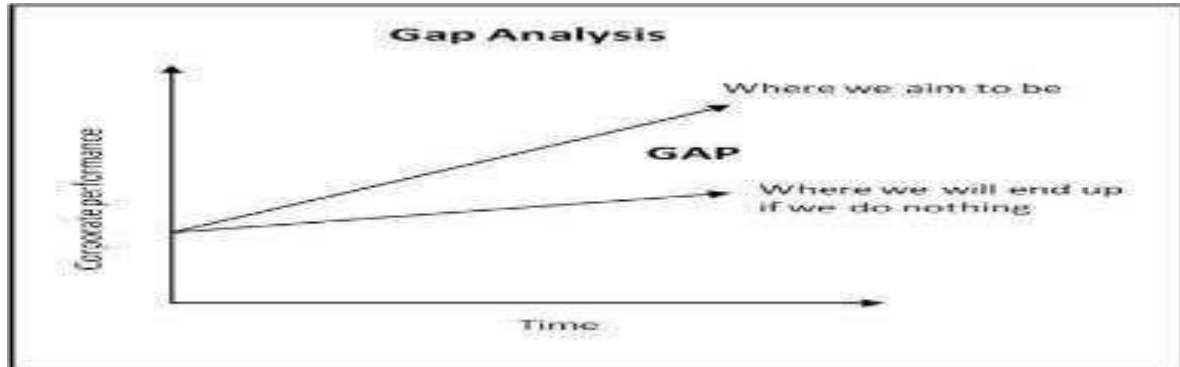 Gap Analysis
Where we aim to be
GAP
Where we will end up
if we do nothing
Corporate performance
Time